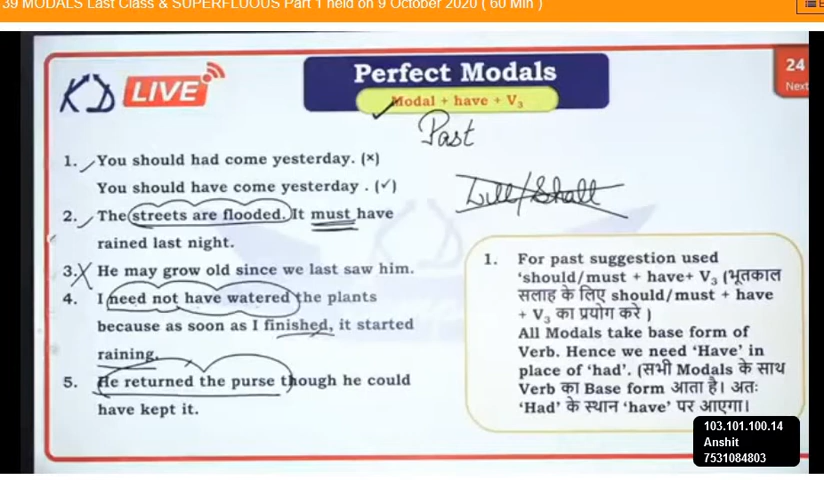 39 MODALS Last Class & SUPERFLUOUS Part 1 held on 9 October 2020 ( 60 Min )
KD LIVE
Perfect Modals
Modal + have + V₃
24
Next
Past
1. You should had come yesterday. (×)
You should have come yesterday . (✓)
Will/Shall
2. The streets are flooded. It must have
rained last night.
3. He may grow old since we last saw him.
4. I need not have watered the plants
because as soon as I finished, it started
raining.
5. He returned the purse though he could
have kept it.
1. For past suggestion used
‘should/must + have+ V₃ (भूतकाल
सलाह के लिए should/must + have
+ V₃ का प्रयोग करे )
All Modals take base form of
Verb. Hence we need ‘Have’ in
place of ‘had’. (सभी Modals के साथ
Verb का Base form आता है। अतः
‘Had’ के स्थान ‘have’ पर आएगा।
103.101.100.14
Anshit
7531084803